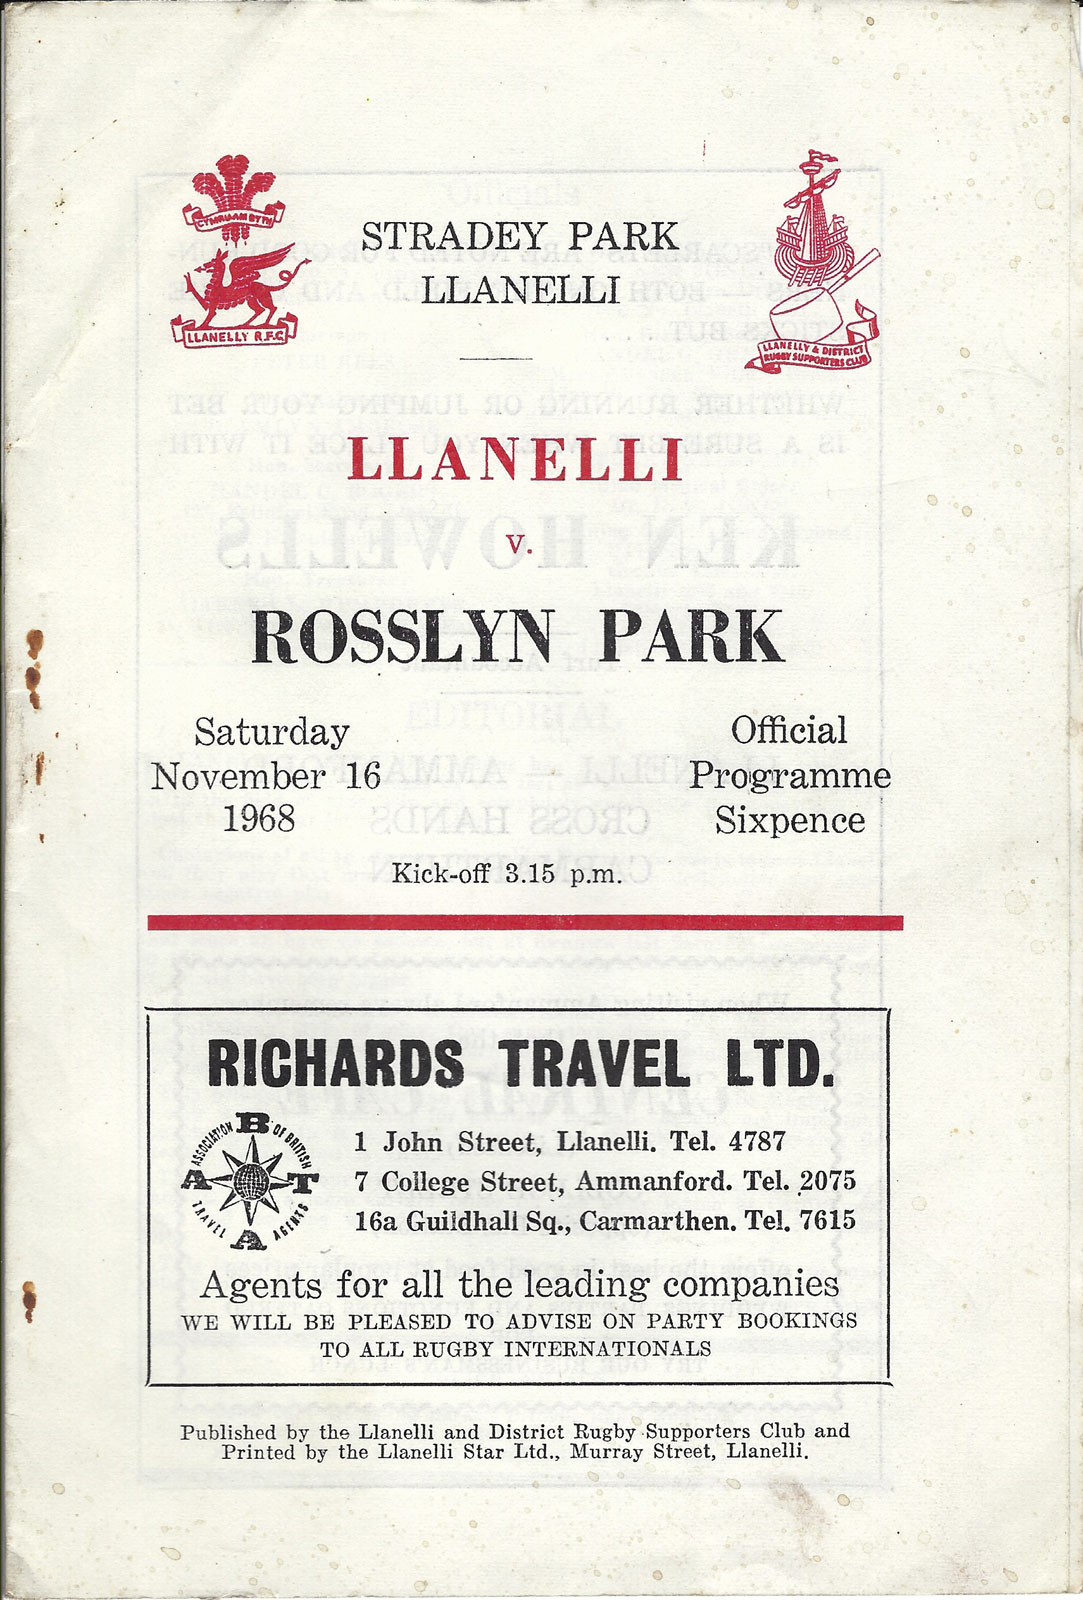 CYMRU AM BYTH
LLANELLY R.F.C.
STRADEY PARK
LLANELLI
LLANELLY & DISTRICT
RUGBY SUPPORTERS CLUB
LLANELLI
v.
ROSSLYN PARK
Saturday
November 16
1968
Official
Programme
Sixpence
Kick-off 3.15 p.m.
RICHARDS TRAVEL LTD.
ASSOCIATION OF BRITISH
TRAVEL AGENTS
A B T A
1 John Street, Llanelli. Tel. 4787
7 College Street, Ammanford. Tel. 2075
16a Guildhall Sq., Carmarthen. Tel. 7615
Agents for all the leading companies
WE WILL BE PLEASED TO ADVISE ON PARTY BOOKINGS
TO ALL RUGBY INTERNATIONALS
Published by the Llanelli and District Rugby Supporters Club and
Printed by the Llanelli Star Ltd., Murray Street, Llanelli.